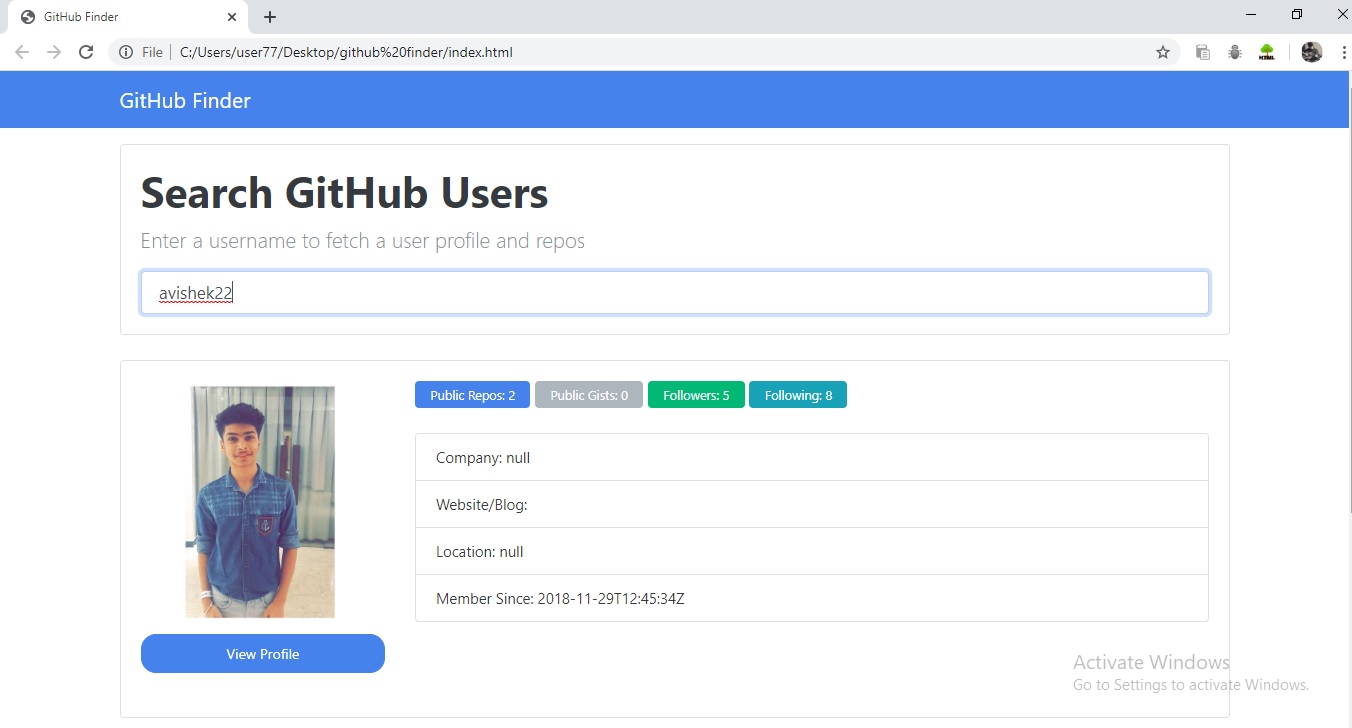 GitHub Finder
File
C:/Users/user77/Desktop/github%20finder/index.html
HTML
GitHub Finder
Search GitHub Users
Enter a username to fetch a user profile and repos
avishek22
Public Repos: 2 Public Gists: 0 Followers: 5 Following: 8
Company: null
Website/Blog:
Location: null
Member Since: 2018-11-29T12:45:34Z
View Profile
Activate Windows
Go to Settings to activate Windows.